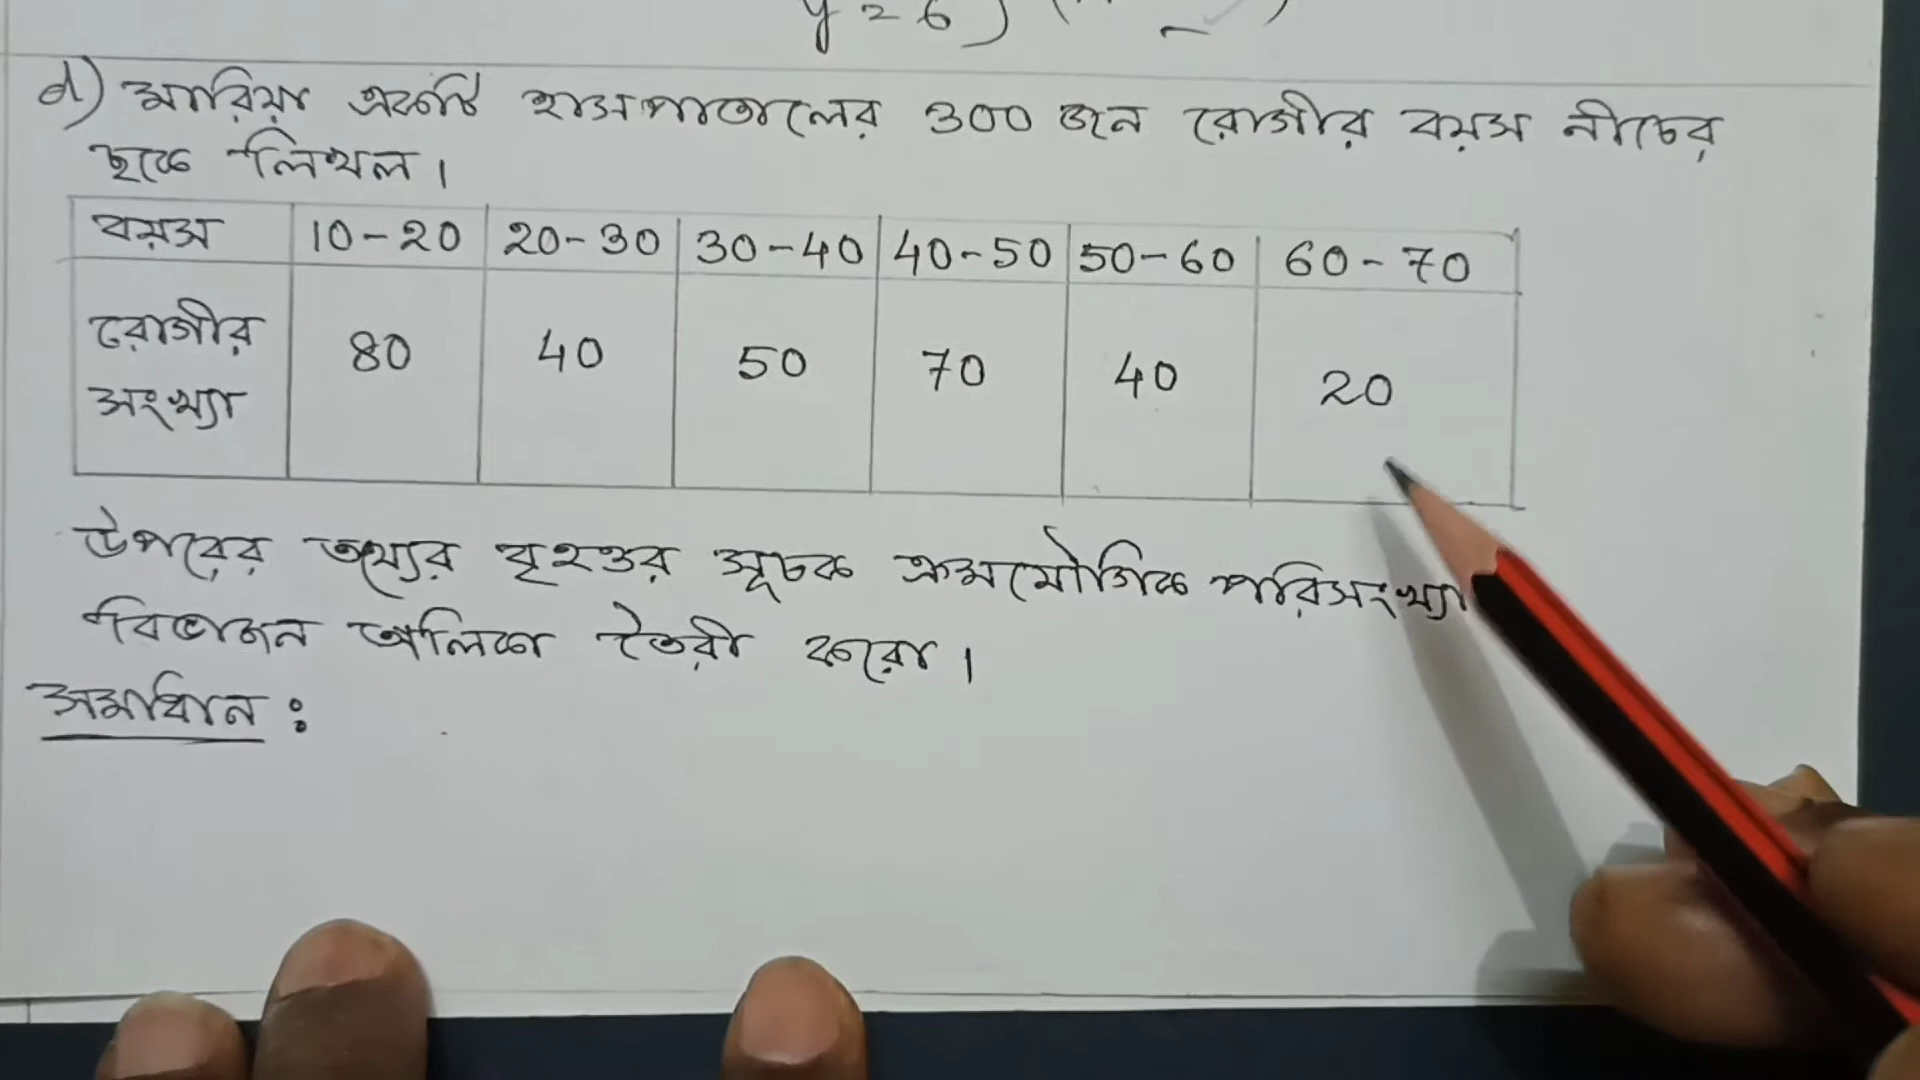 y = 6
d) মারিয়া একটি হাসপাতালের 300 জন রোগীর বয়স নীচের
ছকে লিখল।
বয়স 10-20 20-30 30-40 40-50 50-60 60-70
রোগীর সংখ্যা 80 40 50 70 40 20
উপরের তথ্যের বৃহত্তর সূচক ক্রমযৌগিক পরিসংখ্যা
বিভাজন তালিকা তৈরী করো।
সমাধান :